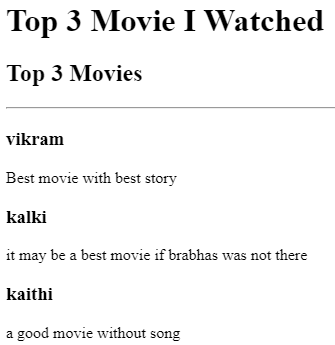 Top 3 Movie I Watched
Top 3 Movies
vikram
Best movie with best story
kalki
it may be a best movie if brabhas was not there
kaithi
a good movie without song